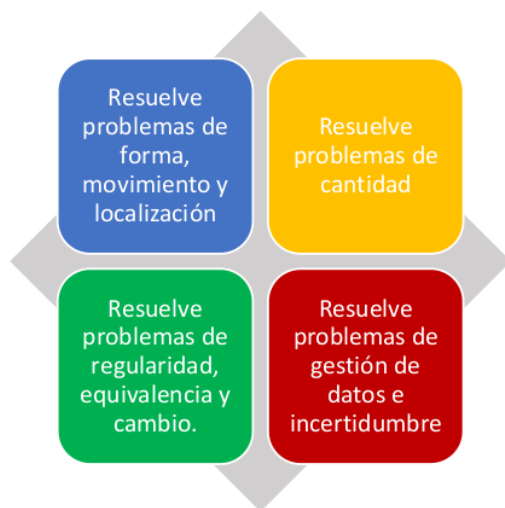 Resuelve
problemas de
forma,
movimiento y
localización
Resuelve
problemas de
cantidad
Resuelve
problemas de
regularidad,
equivalencia y
cambio.
Resuelve
problemas de
gestión de
datos e
incertidumbre